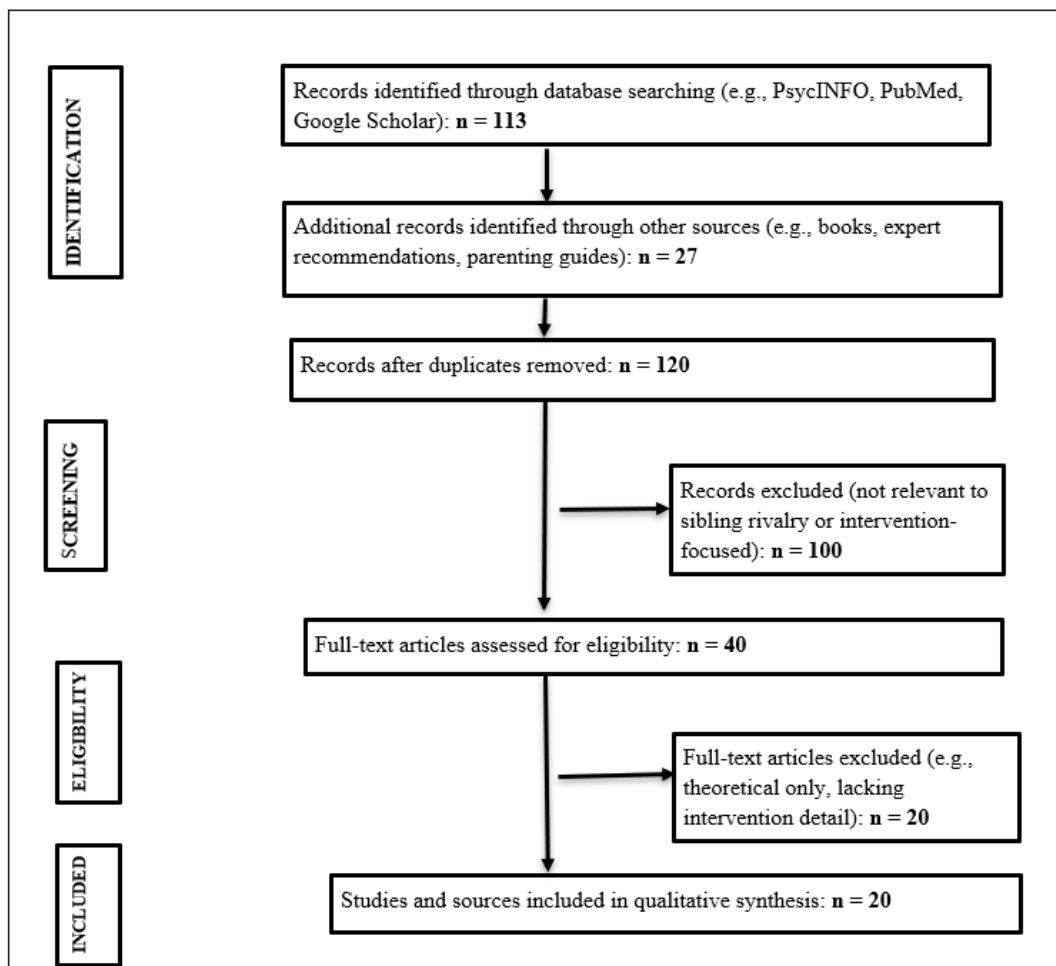 IDENTIFICATION
Records identified through database searching (e.g., PsycINFO, PubMed,
Google Scholar): n = 113
Additional records identified through other sources (e.g., books, expert
recommendations, parenting guides): n = 27
Records after duplicates removed: n = 120
SCREENING
Records excluded (not relevant to
sibling rivalry or intervention-
focused): n = 100
Full-text articles assessed for eligibility: n = 40
ELIGIBILITY
Full-text articles excluded (e.g.,
theoretical only, lacking
intervention detail): n = 20
INCLUDED
Studies and sources included in qualitative synthesis: n = 20